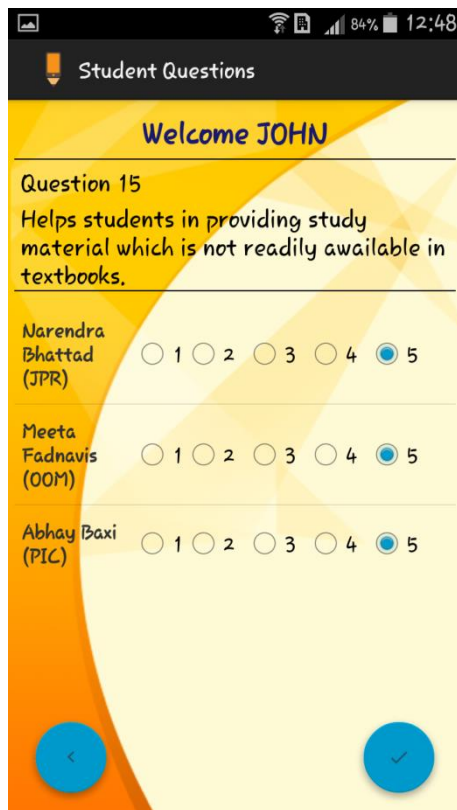 84% 12:48
Student Questions
Welcome JOHN
Question 15
Helps students in providing study
material which is not readily awailable in
textbooks.
Narendra
Bhattad
(JPR)
1 2 3 4 5
Meeta
Fadnavis
(OOM)
1 2 3 4 5
Abhay Baxi
(PIC)
1 2 3 4 5